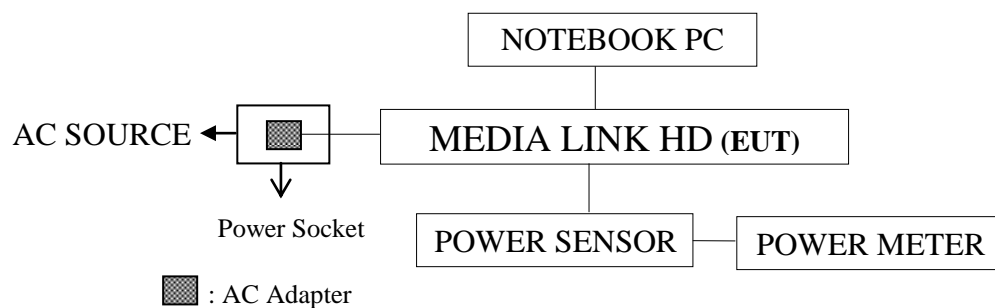 NOTEBOOK PC
AC SOURCE
MEDIA LINK HD (EUT)
Power Socket
POWER SENSOR
POWER METER
: AC Adapter